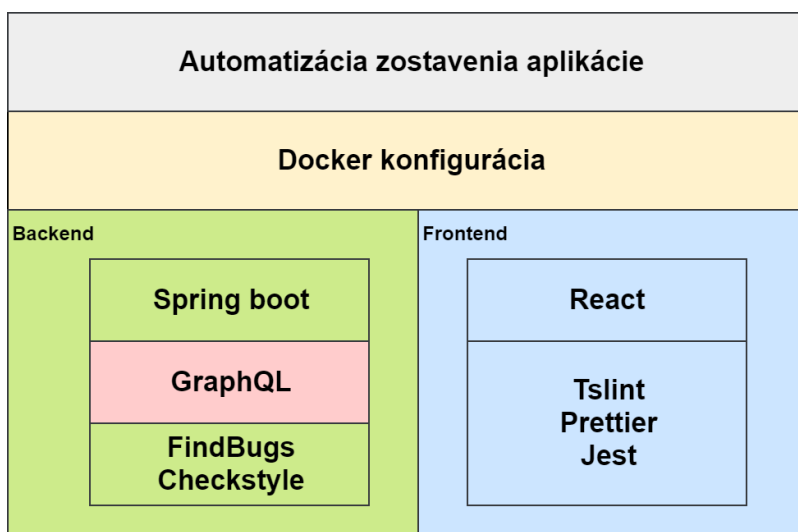 Automatizácia zostavenia aplikácie
Docker konfigurácia
Backend
Spring boot
GraphQL
FindBugs
Checkstyle
Frontend
React
Tslint
Prettier
Jest